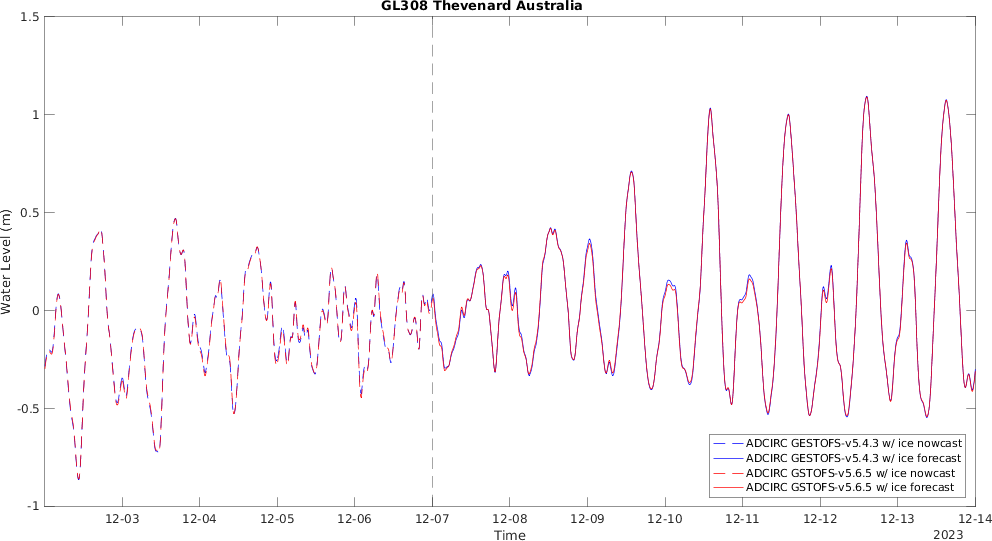 GL308 Thevenard Australia
1.5
1
0.5
0
-0.5
-1
Water Level (m)
12-03 12-04 12-05 12-06 12-07 12-08 12-09 12-10 12-11 12-12 12-13 12-14
Time
2023
ADCIRC GESTOFS-v5.4.3 w/ ice nowcast
ADCIRC GESTOFS-v5.4.3 w/ ice forecast
ADCIRC GSTOFS-v5.6.5 w/ ice nowcast
ADCIRC GSTOFS-v5.6.5 w/ ice forecast